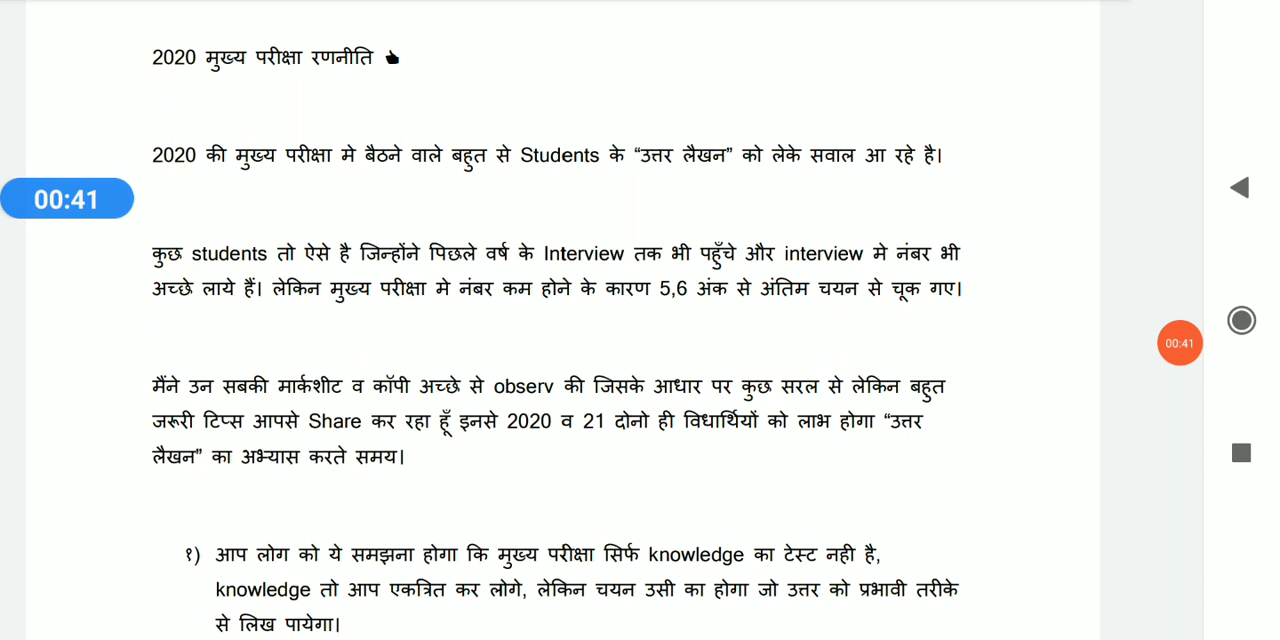 2020 मुख्य परीक्षा रणनीति
2020 की मुख्य परीक्षा मे बैठने वाले बहुत से Students के “उत्तर लेखन” को लेके सवाल आ रहे है।
00:41
कुछ students तो ऐसे है जिन्होंने पिछले वर्ष के Interview तक भी पहुँचे और interview मे नंबर भी
अच्छे लाये हैं। लेकिन मुख्य परीक्षा मे नंबर कम होने के कारण 5,6 अंक से अंतिम चयन से चूक गए।
00:41
मैंने उन सबकी मार्कशीट व कॉपी अच्छे से observ की जिसके आधार पर कुछ सरल से लेकिन बहुत
जरूरी टिप्स आपसे Share कर रहा हूँ इनसे 2020 व 21 दोनो ही विधार्थियों को लाभ होगा “उत्तर
लेखन” का अभ्यास करते समय।
१) आप लोग को ये समझना होगा कि मुख्य परीक्षा सिर्फ knowledge का टेस्ट नही है,
knowledge तो आप एकत्रित कर लोगे, लेकिन चयन उसी का होगा जो उत्तर को प्रभावी तरीके
से लिख पायेगा।